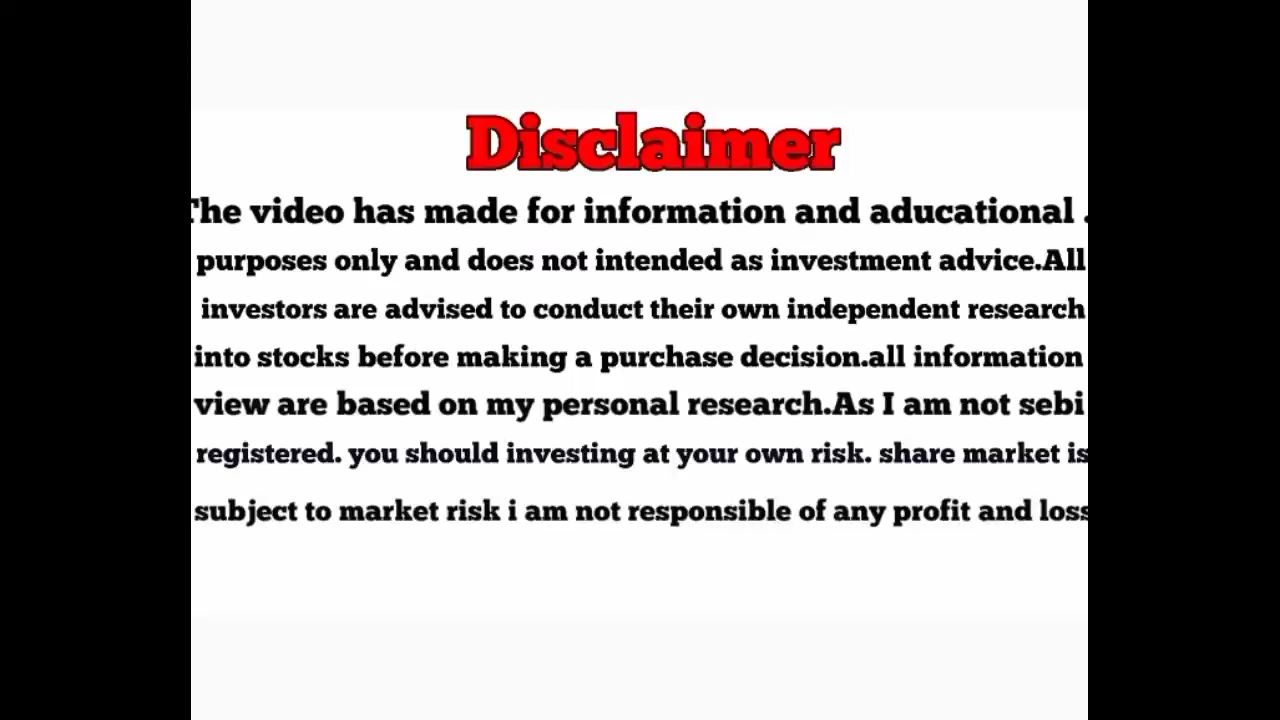 Disclaimer
The video has made for information and aducational .
purposes only and does not intended as investment advice.All
investors are advised to conduct their own independent research
into stocks before making a purchase decision.all information
view are based on my personal research.As I am not sebi
registered. you should investing at your own risk. share market is
subject to market risk i am not responsible of any profit and loss